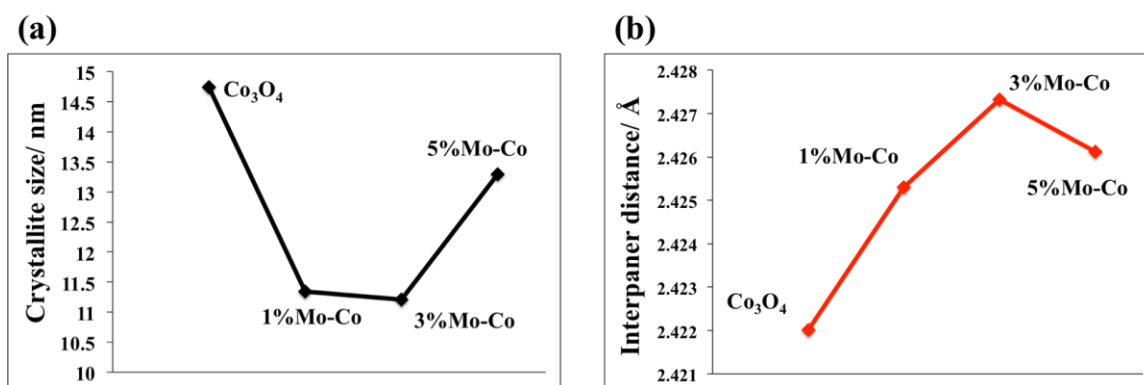 (a)
Crystallite size/ nm
15
14.5
14
13.5
13
12.5
12
11.5
11
10.5
10
Co₃O₄
5%Mo-Co
1%Mo-Co
3%Mo-Co
(b)
Interpaner distance/ Å
2.428
2.427
2.426
2.425
2.424
2.423
2.422
2.421
3%Mo-Co
1%Mo-Co
5%Mo-Co
Co₃O₄